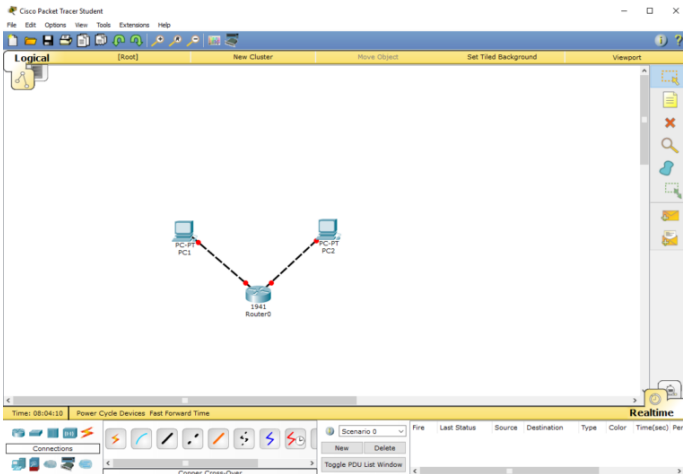 Cisco Packet Tracer Student
File Edit Options View Tools Extensions Help
Logical [Root] New Cluster Move Object Set Tiled Background Viewport
PC-PT
PC1
PC-PT
PC2
1941
Router0
Time: 08:04:10 Power Cycle Devices Fast Forward Time Realtime
Connections
Copper Cross-Over
Scenario 0
New Delete
Toggle PDU List Window
Fire Last Status Source Destination Type Color Time(sec) Per